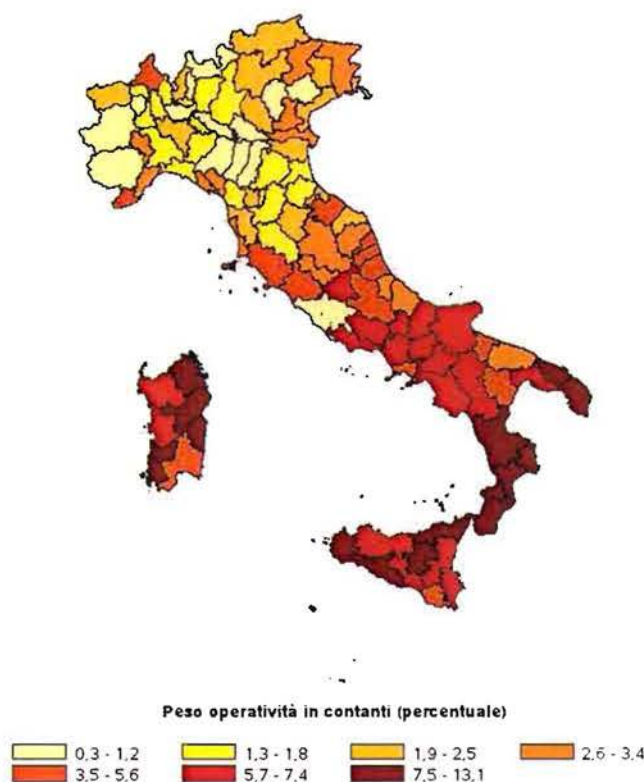 Peso operatività in contanti (percentuale)
0,3 - 1,2 1,3 - 1,8 1,9 - 2,5 2,6 - 3,4
3,5 - 5,6 5,7 - 7,4 7,5 - 13,1